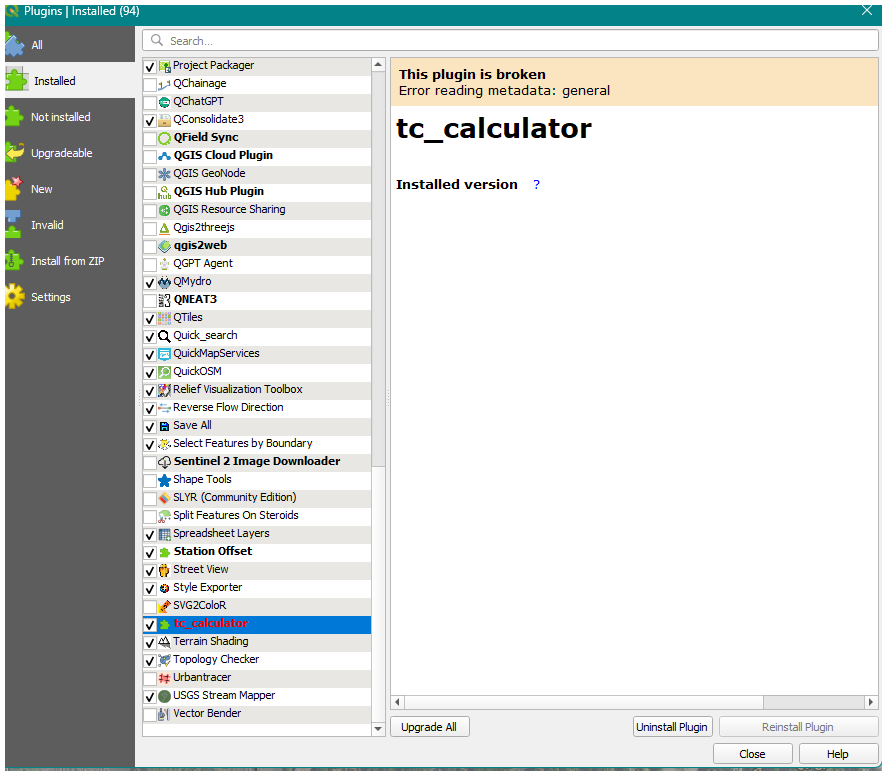 Plugins | Installed (94)
All
Installed
Not installed
Upgradeable
New
Invalid
Install from ZIP
Settings
Search...
Project Packager
QChainage
QChatGPT
QConsolidate3
QField Sync
QGIS Cloud Plugin
QGIS GeoNode
QGIS Hub Plugin
QGIS Resource Sharing
Qgis2threejs
qgis2web
QGPT Agent
QMydro
QNEAT3
QTiles
Quick_search
QuickMapServices
QuickOSM
Relief Visualization Toolbox
Reverse Flow Direction
Save All
Select Features by Boundary
Sentinel 2 Image Downloader
Shape Tools
SLYR (Community Edition)
Split Features On Steroids
Spreadsheet Layers
Station Offset
Street View
Style Exporter
SVG2ColoR
tc_calculator
Terrain Shading
Topology Checker
Urbantracer
USGS Stream Mapper
Vector Bender
This plugin is broken
Error reading metadata: general
tc_calculator
Installed version ?
Upgrade All
Uninstall Plugin
Reinstall Plugin
Close
Help